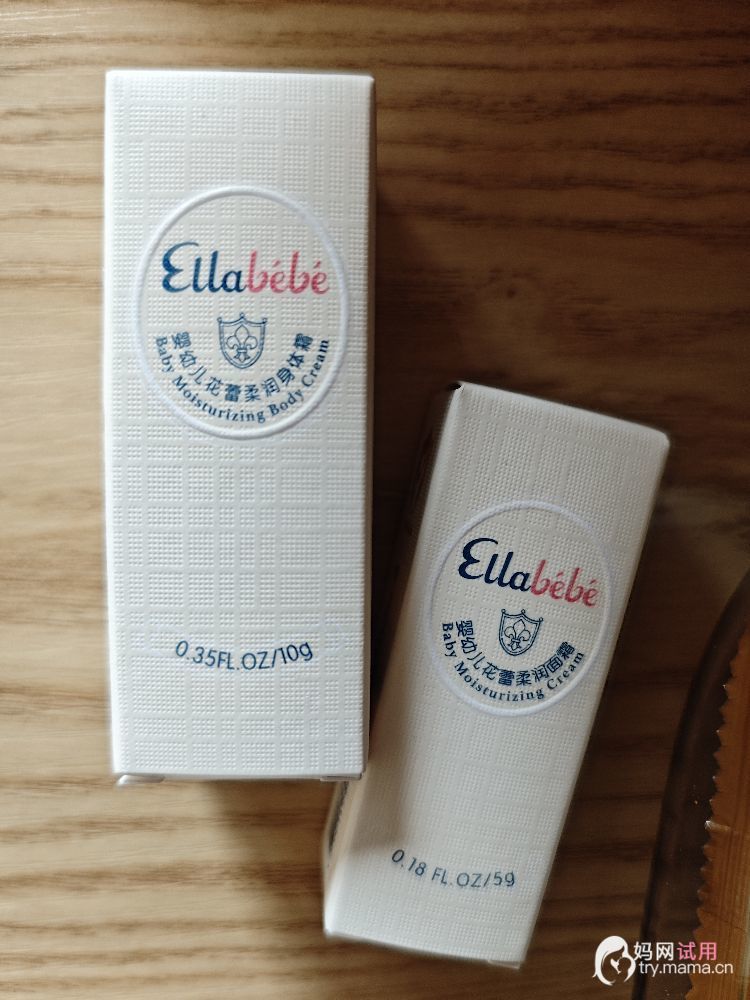 Ellabébé
婴幼儿花蕾柔润身体霜
Baby Moisturizing Body Cream
0.35FL.OZ/10g
Ellabébé
婴幼儿花蕾柔润面霜
Baby Moisturizing Cream
0.18 FL.OZ/5g
妈网试用
try.mama.cn